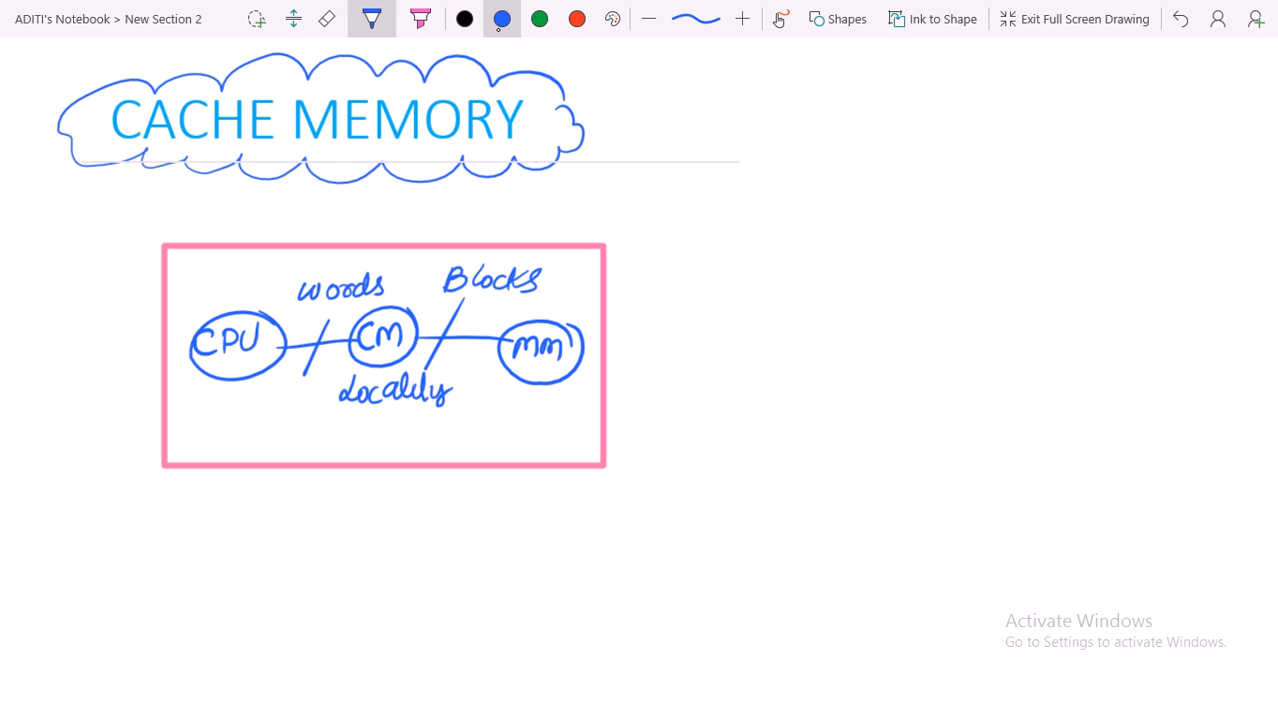 ADITI's Notebook > New Section 2
Shapes
Ink to Shape
Exit Full Screen Drawing
CACHE MEMORY
words
Blocks
CPU
CM
MM
Locality
Activate Windows
Go to Settings to activate Windows.